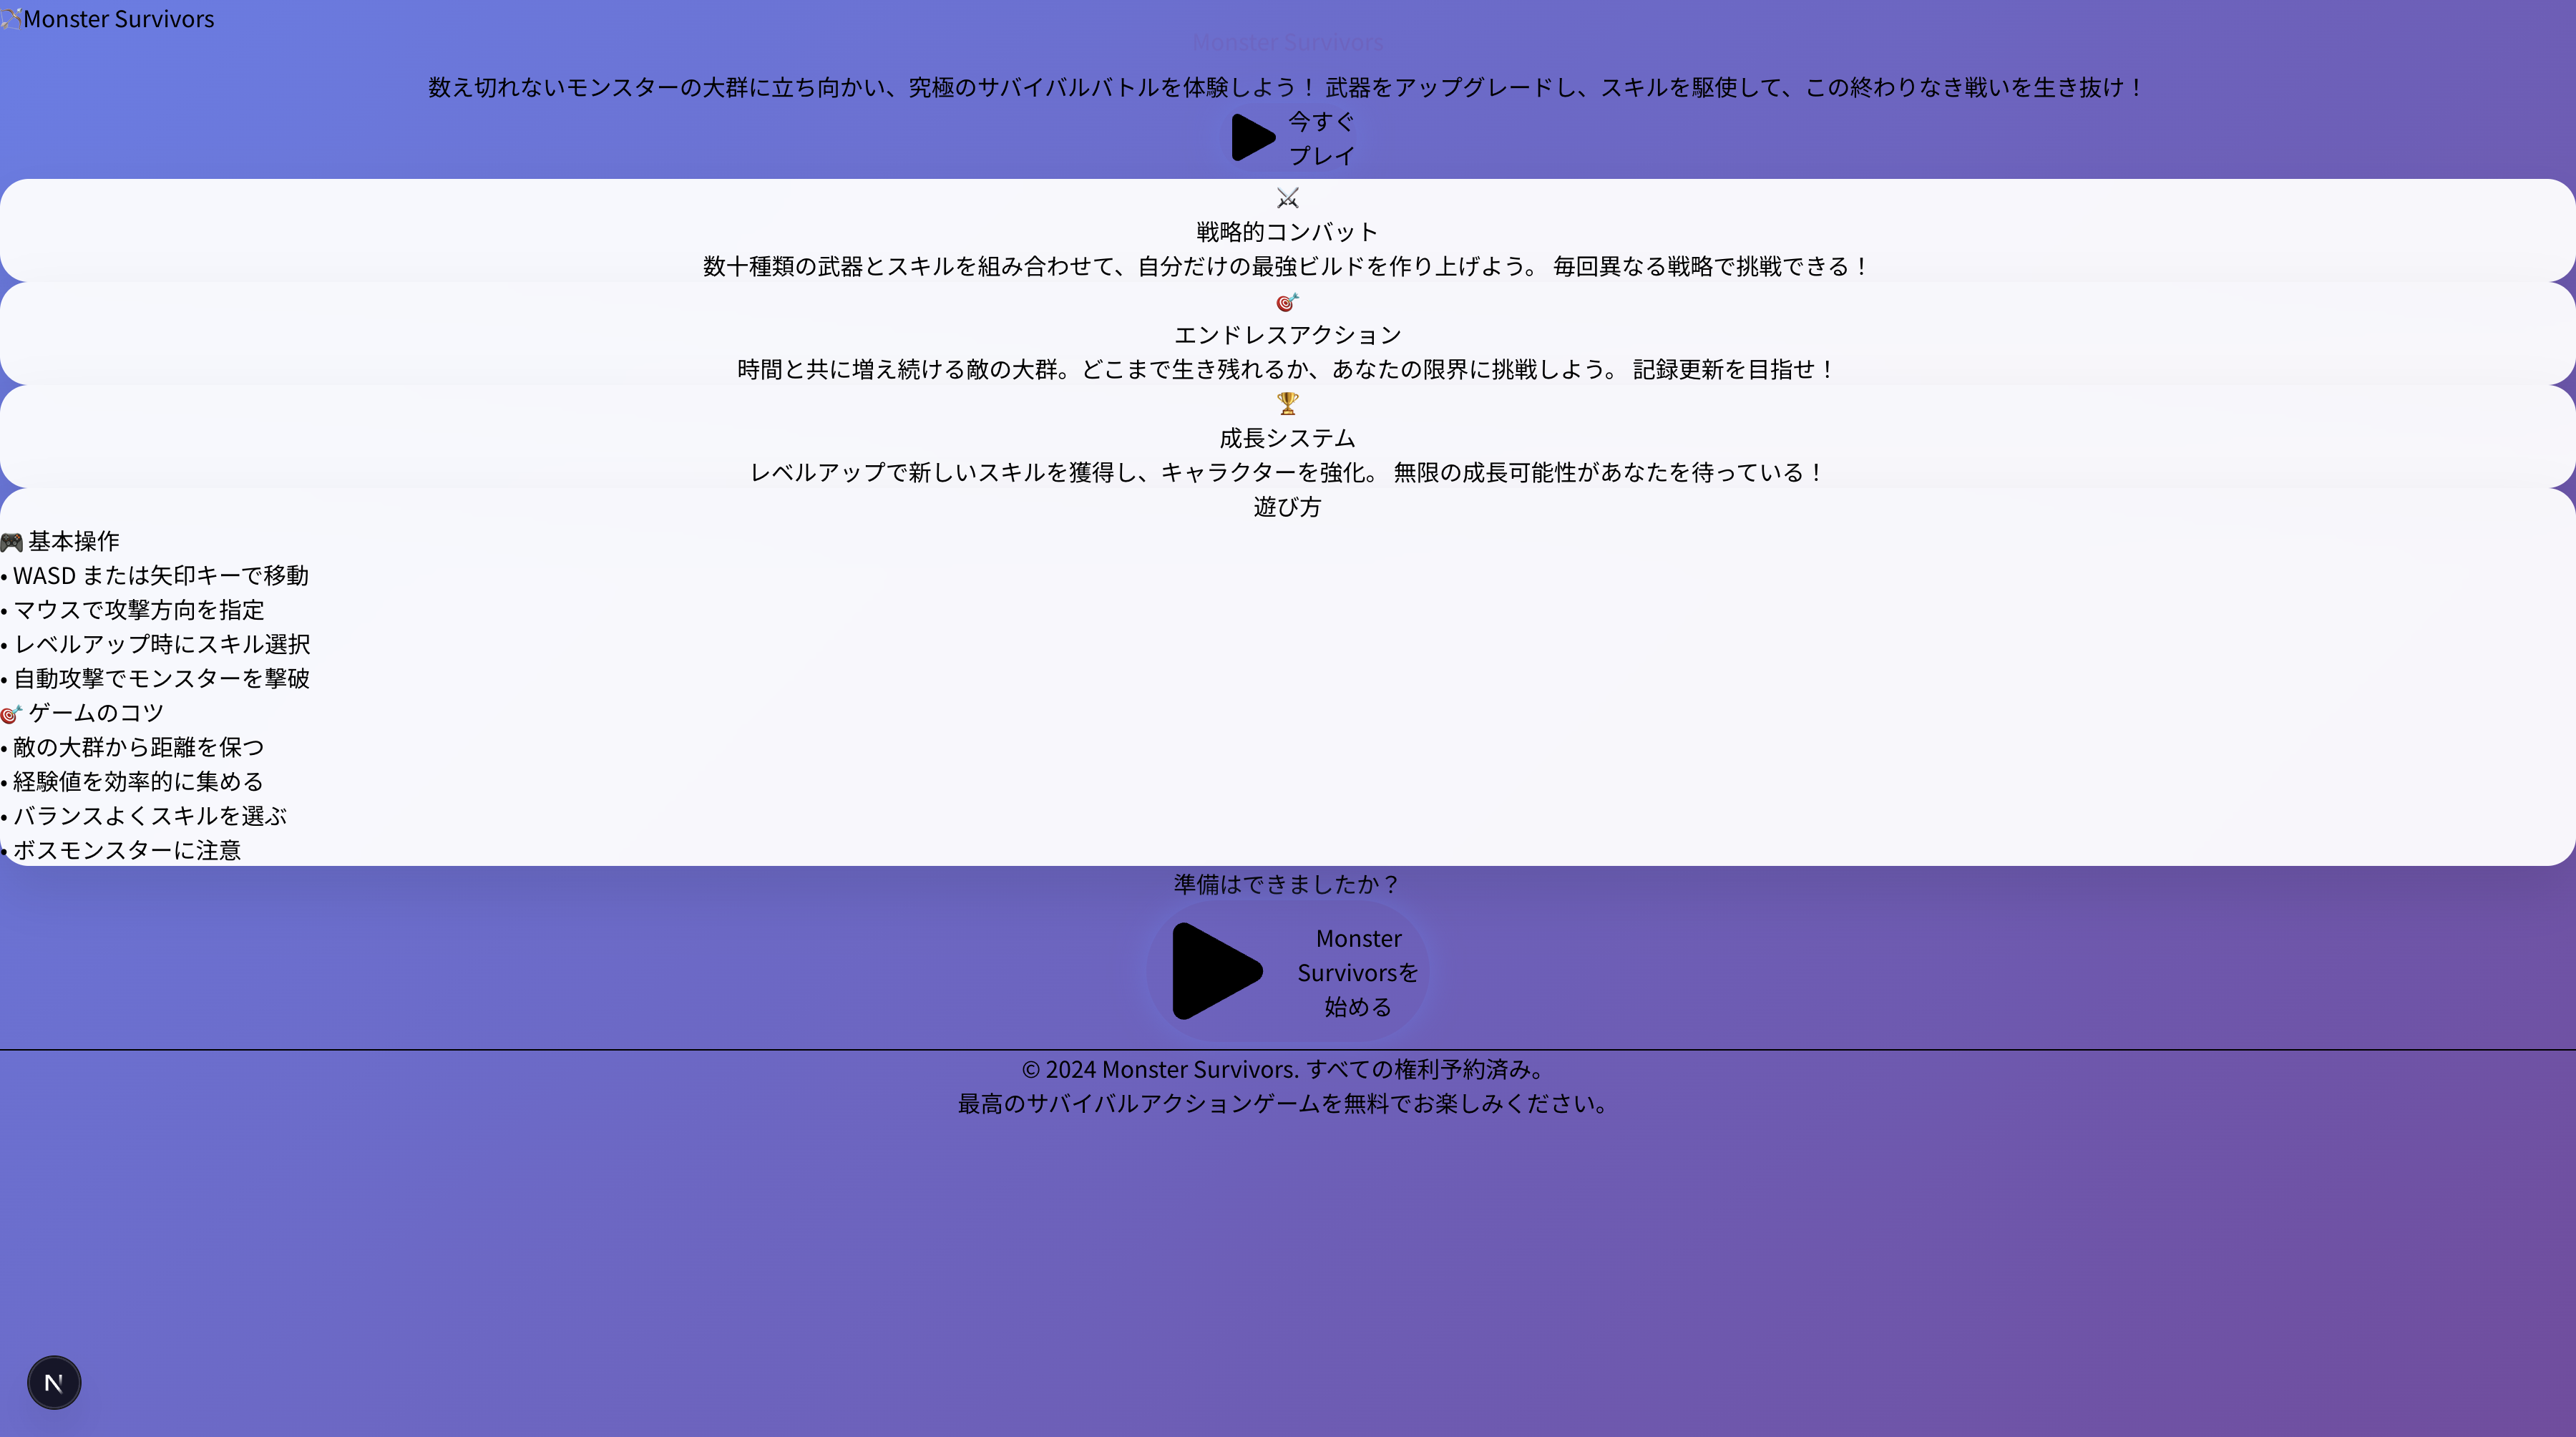 🏹Monster Survivors
Monster Survivors
数え切れないモンスターの大群に立ち向かい、究極のサバイバルバトルを体験しよう！ 武器をアップグレードし、スキルを駆使して、この終わりなき戦いを生き抜け！
今すぐ
プレイ
⚔️
戦略的コンバット
数十種類の武器とスキルを組み合わせて、自分だけの最強ビルドを作り上げよう。 毎回異なる戦略で挑戦できる！
🎯
エンドレスアクション
時間と共に増え続ける敵の大群。どこまで生き残れるか、あなたの限界に挑戦しよう。 記録更新を目指せ！
🏆
成長システム
レベルアップで新しいスキルを獲得し、キャラクターを強化。 無限の成長可能性があなたを待っている！
遊び方
🎮 基本操作
• WASD または矢印キーで移動
• マウスで攻撃方向を指定
• レベルアップ時にスキル選択
• 自動攻撃でモンスターを撃破
🎯 ゲームのコツ
• 敵の大群から距離を保つ
• 経験値を効率的に集める
• バランスよくスキルを選ぶ
• ボスモンスターに注意
準備はできましたか？
Monster
Survivorsを
始める
© 2024 Monster Survivors. すべての権利予約済み。
最高のサバイバルアクションゲームを無料でお楽しみください。
N